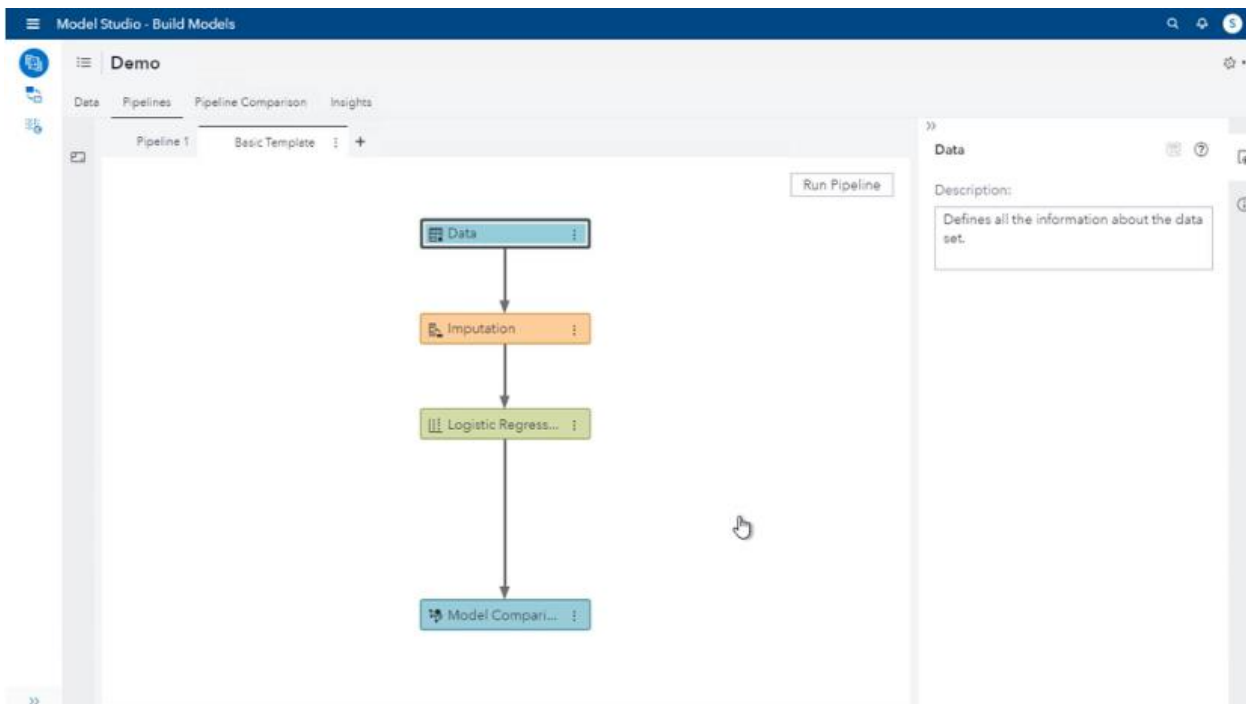 Model Studio - Build Models
S
Demo
Data Pipelines Pipeline Comparison Insights
Pipeline 1 Basic Template
Run Pipeline
Data
Imputation
Logistic Regress...
Model Compari...
Data
Description:
Defines all the information about the data
set.